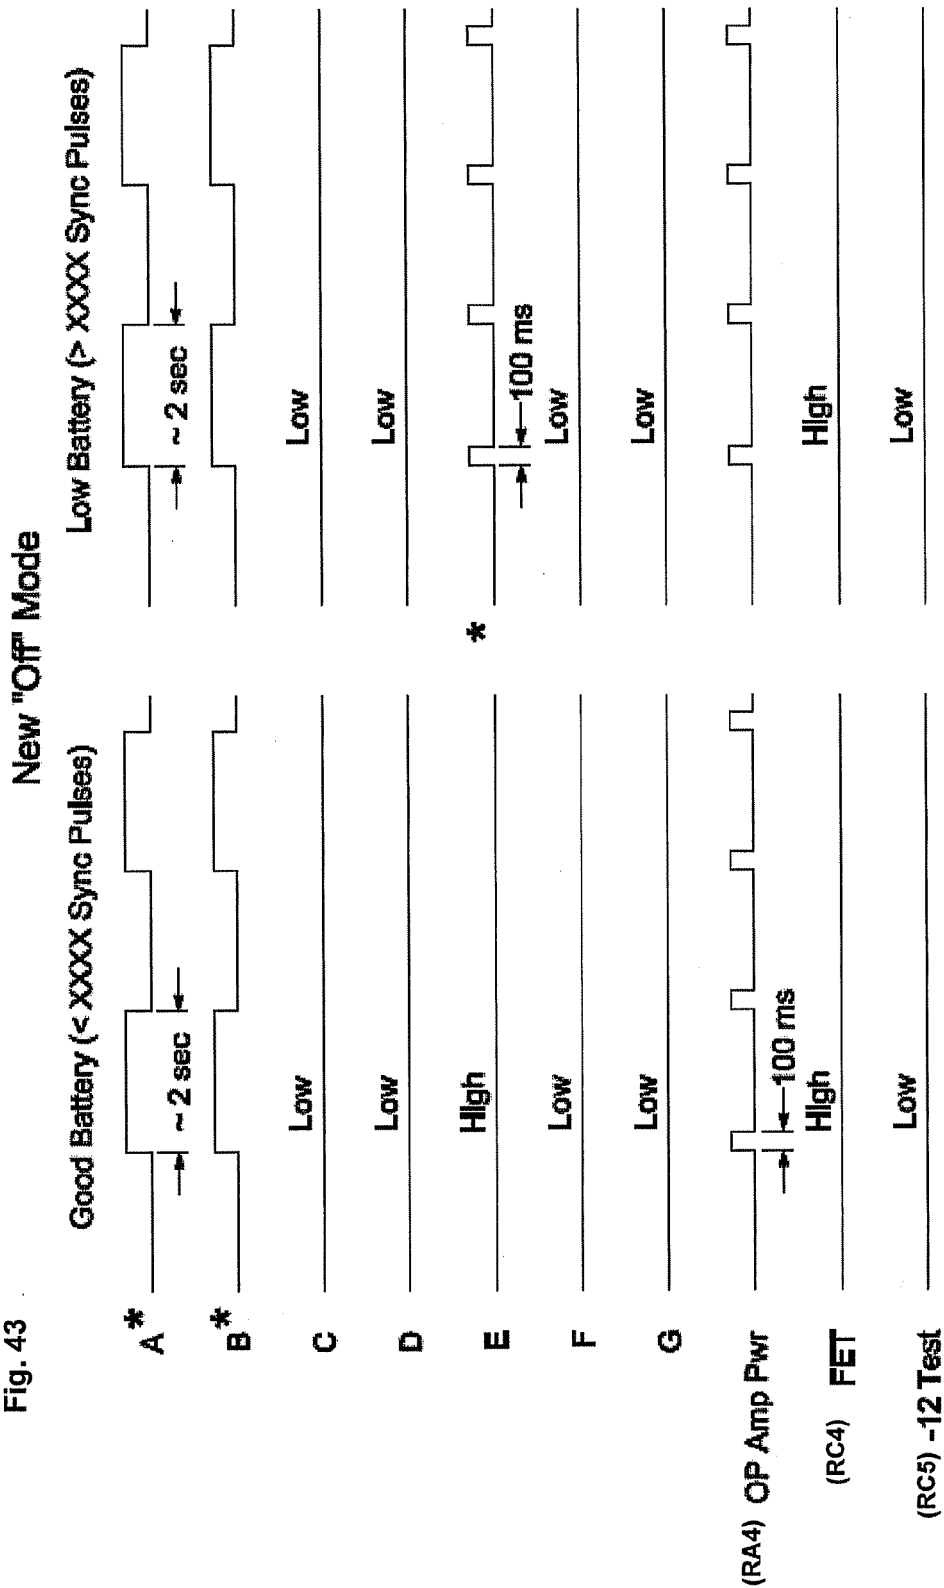 Fig. 43
New "Off" Mode
Good Battery (< XXXX Sync Pulses)
Low Battery (> XXXX Sync Pulses)
A*
~ 2 sec
~ 2 sec
B*
C
Low
Low
D
Low
Low
E
High
*
100 ms
F
Low
Low
G
Low
Low
(RA4) OP Amp Pwr
100 ms
(RC4) FET
High
High
(RC5) -12 Test
Low
Low